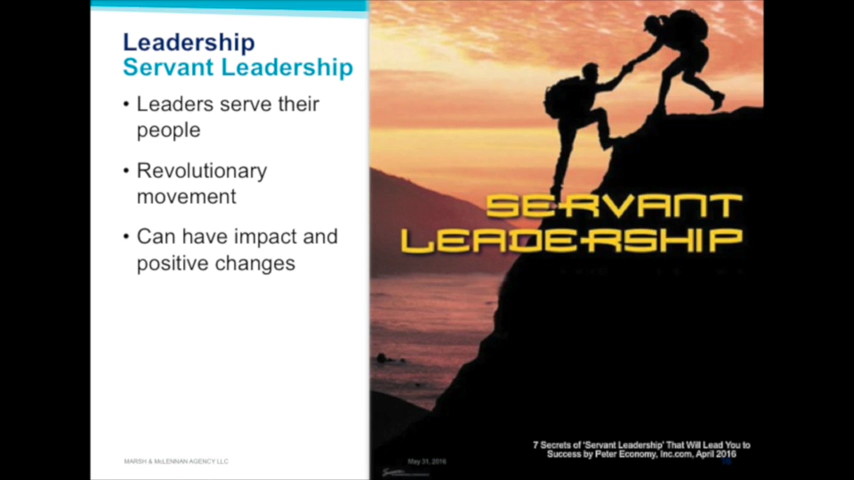 Leadership
Servant Leadership
• Leaders serve their
people
• Revolutionary
movement
• Can have impact and
positive changes
SERVANT
LEADERSHIP
7 Secrets of 'Servant Leadership' That Will Lead You to
Success by Peter Economy, Inc.com, April 2016
MARSH & McLENNAN AGENCY LLC
May 31, 2016